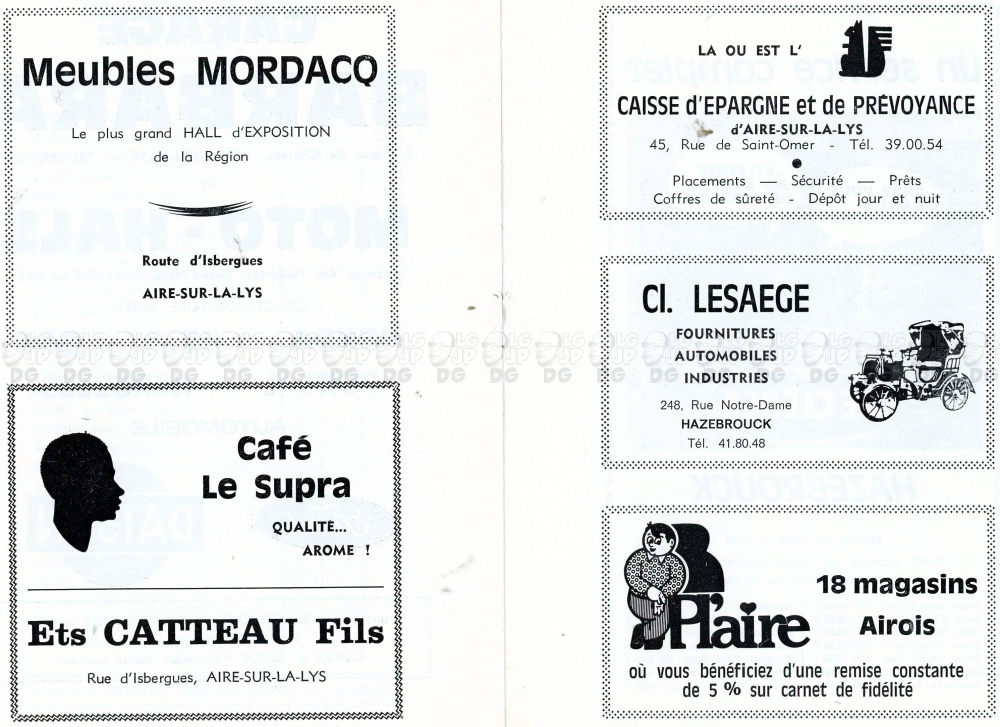 Meubles MORDACQ
Le plus grand HALL d'EXPOSITION
de la Région
Route d'Isbergues
AIRE-SUR-LA-LYS
Café
Le Supra
QUALITÉ...
AROME !
Ets CATTEAU Fils
Rue d'Isbergues, AIRE-SUR-LA-LYS
LA OU EST L'
CAISSE d'EPARGNE et de PRÉVOYANCE
d'AIRE-SUR-LA-LYS
45, Rue de Saint-Omer - Tél. 39.00.54
Placements — Sécurité — Prêts
Coffres de sûreté - Dépôt jour et nuit
Cl. LESAEGE
FOURNITURES
AUTOMOBILES
INDUSTRIES
248, Rue Notre-Dame
HAZEBROUCK
Tél. 41.80.48
Pl'aire
18 magasins
Airois
où vous bénéficiez d'une remise constante
de 5 % sur carnet de fidélité